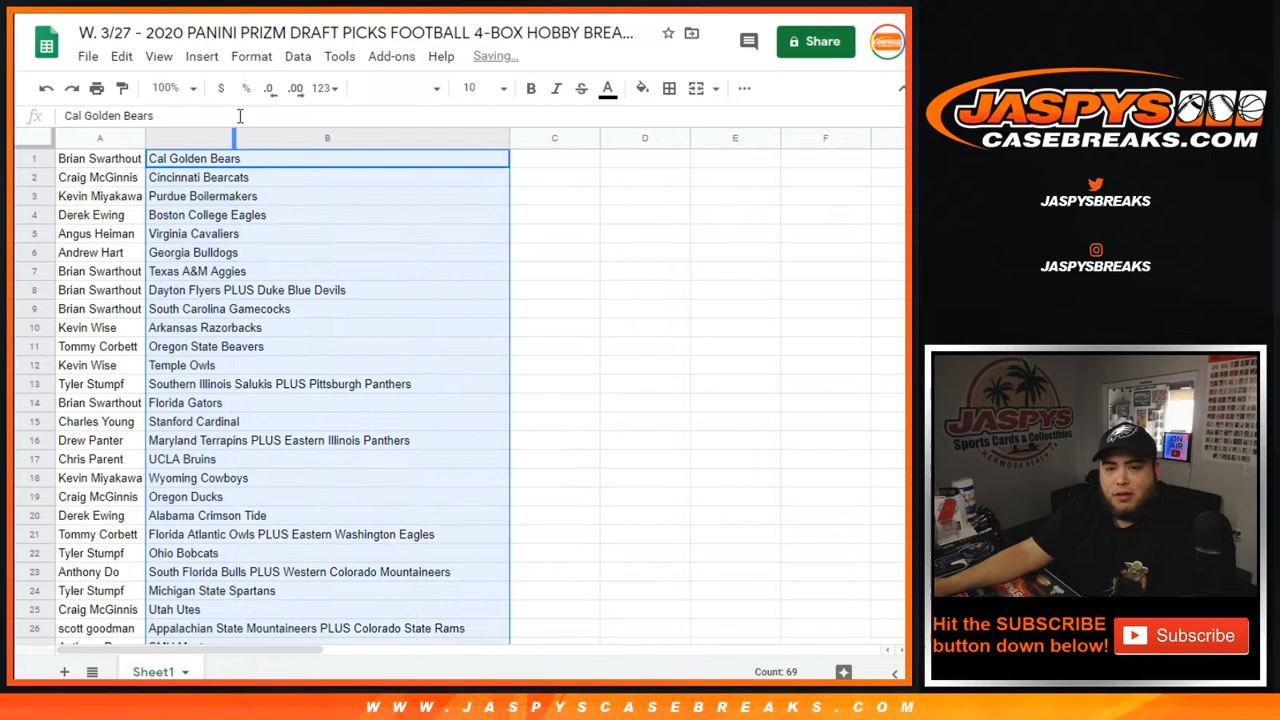 W. 3/27 - 2020 PANINI PRIZM DRAFT PICKS FOOTBALL 4-BOX HOBBY BREA...
Share
File Edit View Insert Format Data Tools Add-ons Help Saving...
100% $ % .0 .00 123 10 B I S A
fx Cal Golden Bears
A B C D E F
1 Brian Swarthout Cal Golden Bears
2 Craig McGinnis Cincinnati Bearcats
3 Kevin Miyakawa Purdue Boilermakers
4 Derek Ewing Boston College Eagles
5 Angus Heiman Virginia Cavaliers
6 Andrew Hart Georgia Bulldogs
7 Brian Swarthout Texas A&M Aggies
8 Brian Swarthout Dayton Flyers PLUS Duke Blue Devils
9 Brian Swarthout South Carolina Gamecocks
10 Kevin Wise Arkansas Razorbacks
11 Tommy Corbett Oregon State Beavers
12 Kevin Wise Temple Owls
13 Tyler Stumpf Southern Illinois Salukis PLUS Pittsburgh Panthers
14 Brian Swarthout Florida Gators
15 Charles Young Stanford Cardinal
16 Drew Panter Maryland Terrapins PLUS Eastern Illinois Panthers
17 Chris Parent UCLA Bruins
18 Kevin Miyakawa Wyoming Cowboys
19 Craig McGinnis Oregon Ducks
20 Derek Ewing Alabama Crimson Tide
21 Tommy Corbett Florida Atlantic Owls PLUS Eastern Washington Eagles
22 Tyler Stumpf Ohio Bobcats
23 Anthony Do South Florida Bulls PLUS Western Colorado Mountaineers
24 Tyler Stumpf Michigan State Spartans
25 Craig McGinnis Utah Utes
26 scott goodman Appalachian State Mountaineers PLUS Colorado State Rams
Sheet1
Count: 69
JASPYS
CASEBREAKS.COM
JASPYSBREAKS
JASPYSBREAKS
JASPYS
Sports Cards & Collectibles
HERMOSA BEACH
ON AIR
Hit the SUBSCRIBE
button down below!
Subscribe
WWW.JASPYSCASEBREAKS.COM